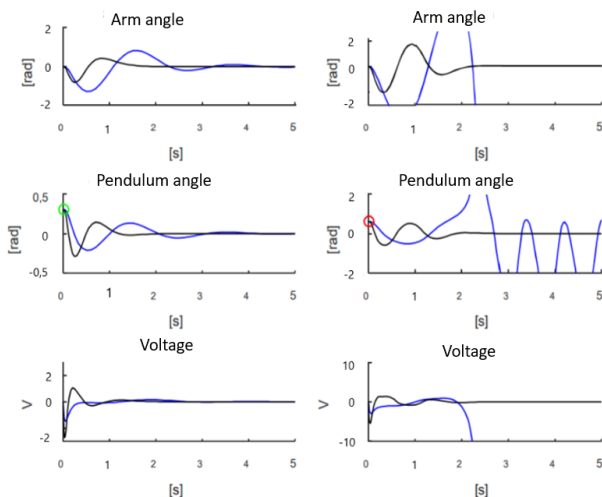 Arm angle Arm angle
2 2
[rad] 0 [rad] 0
-2 -2
0 1 2 3 4 5 0 1 2 3 4 5
[s] [s]
Pendulum angle Pendulum angle
0,5 2
[rad] 0 [rad] 0
-0,5 -2
0 1 2 3 4 5 0 1 2 3 4 5
[s] [s]
Voltage Voltage
2 10
V 0 V 0
-2 -10
0 1 2 3 4 5 0 1 2 3 4 5
[s] [s]